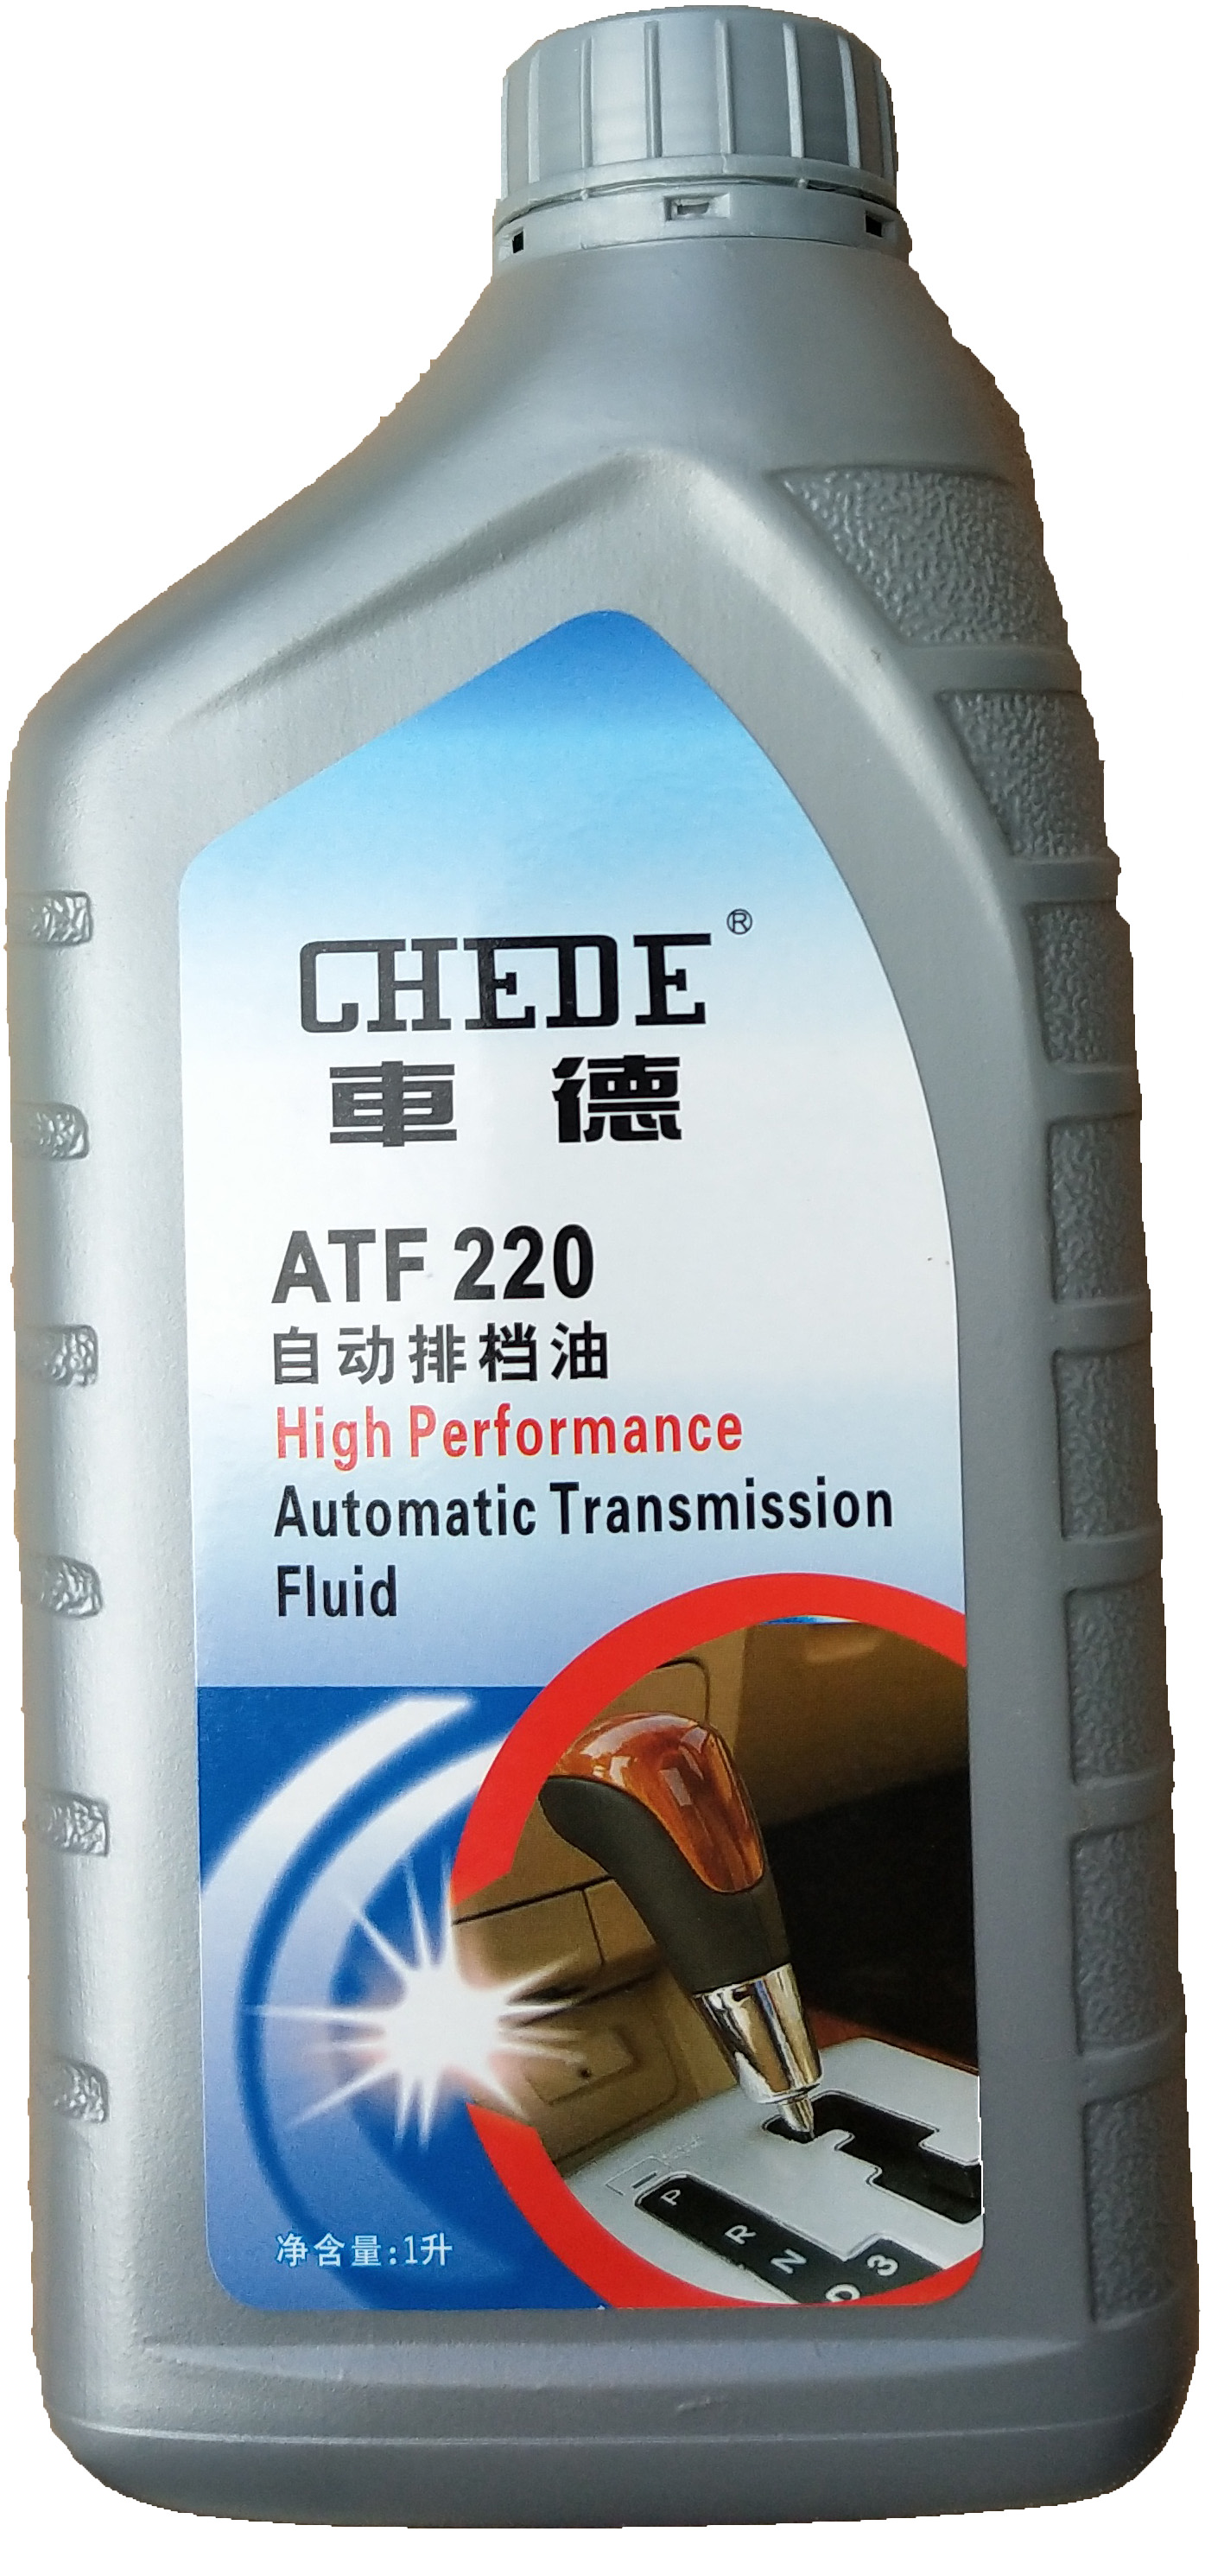 CHEDE®
車德
ATF 220
自动排档油
High Performance
Automatic Transmission
Fluid
P
R
N
D
3
净含量:1升